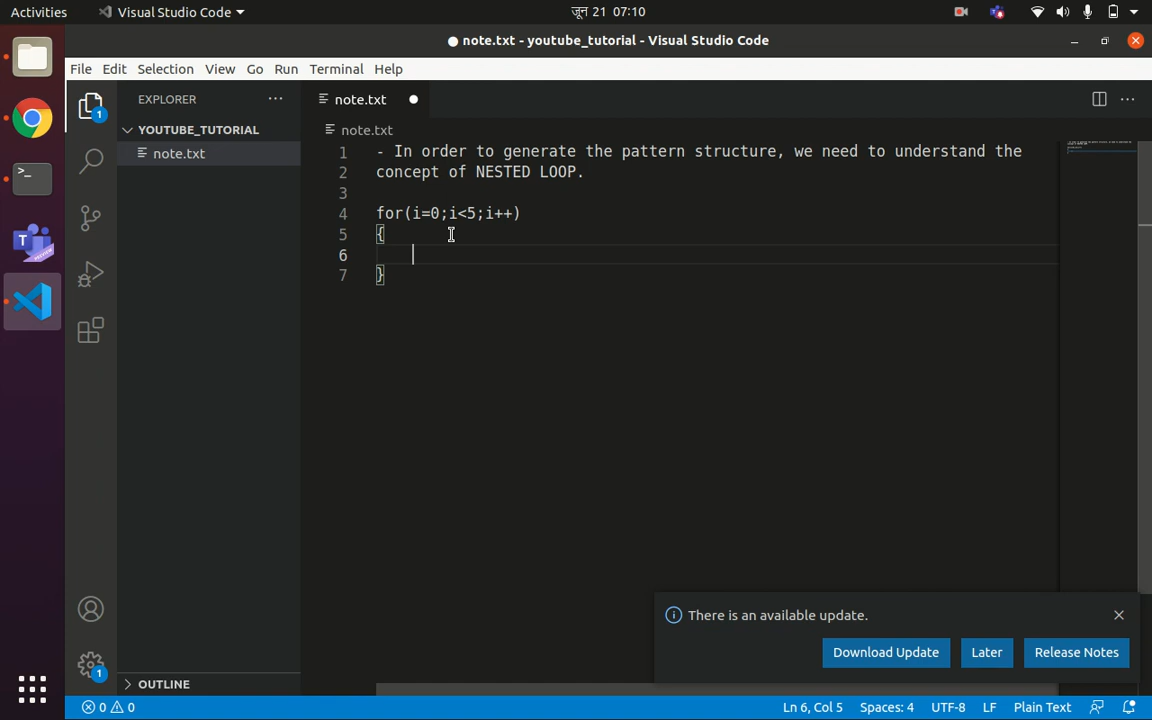 Activities Visual Studio Code जून 21 07:10
● note.txt - youtube_tutorial - Visual Studio Code
File Edit Selection View Go Run Terminal Help
EXPLORER
YOUTUBE_TUTORIAL
note.txt
OUTLINE
note.txt
note.txt
1 - In order to generate the pattern structure, we need to understand the
2 concept of NESTED LOOP.
3
4 for(i=0;i<5;i++)
5 {
6
7 }
1
1
There is an available update.
Download Update Later Release Notes
0 0 Ln 6, Col 5 Spaces: 4 UTF-8 LF Plain Text